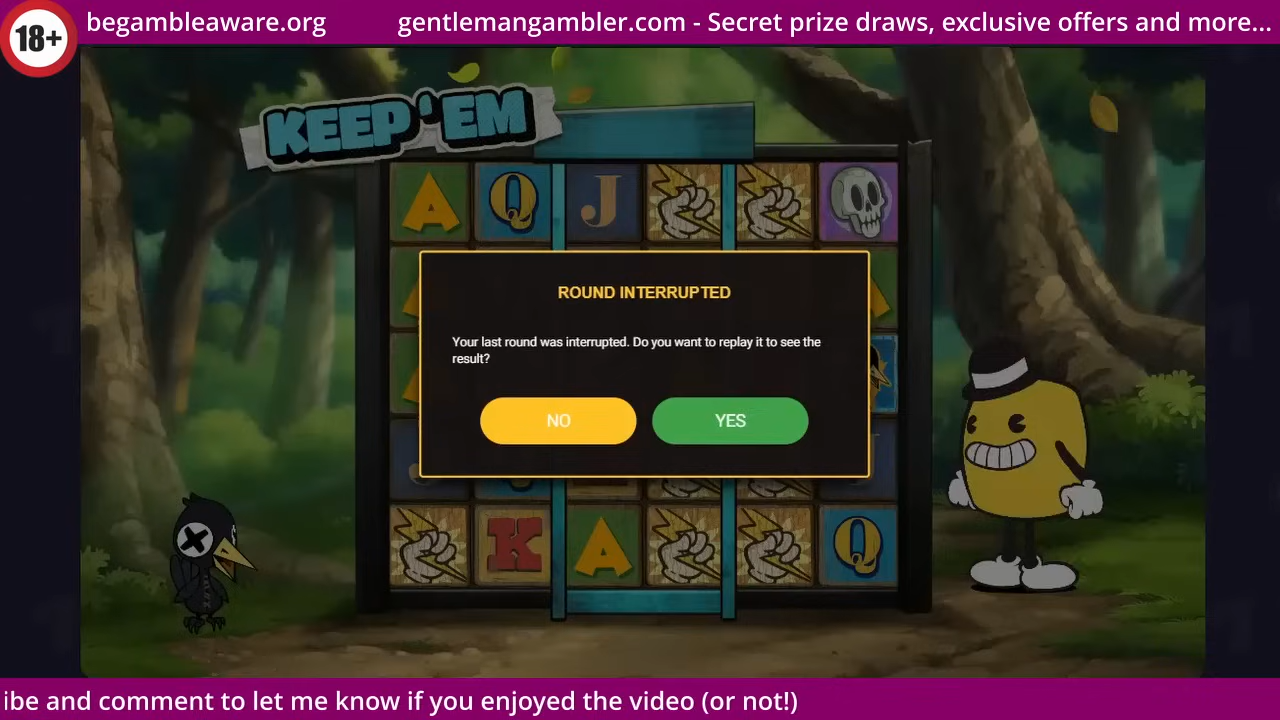 18+
begambleaware.org
gentlemangambler.com - Secret prize draws, exclusive offers and more...
KEEP'EM
A Q J
ROUND INTERRUPTED
Your last round was interrupted. Do you want to replay it to see the
result?
NO YES
K A Q
ibe and comment to let me know if you enjoyed the video (or not!)